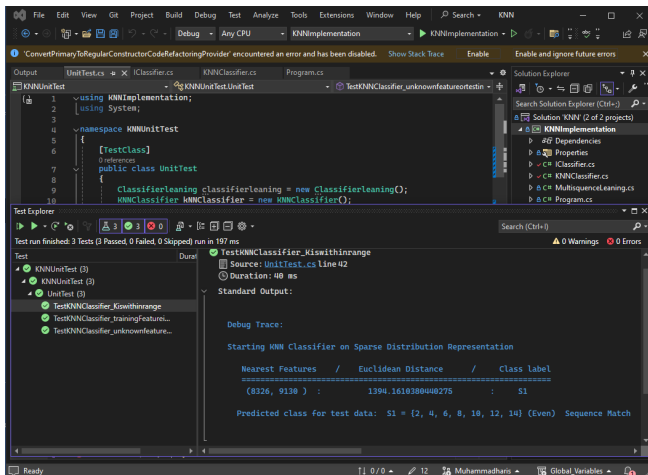 File Edit View Git Project Build Debug Test Analyze Tools Extensions Window Help Search KNN
Debug Any CPU KNNImplementation KNNImplementation
'ConvertPrimaryToRegularConstructorCodeRefactoringProvider' encountered an error and has been disabled. Show Stack Trace Enable Enable and ignore future errors
Output UnitTest.cs IClassifier.cs KNNClassifier.cs Program.cs
KNNUnitTest KNNUnitTest.UnitTest TestKNNClassifier_unknownfeatureortestin
1 using KNNImplementation;
2 using System;
3
4 namespace KNNUnitTest
5 {
6 [TestClass]
0 references
7 public class UnitTest
8 {
9 Classifierleaning classifierleaning = new Classifierleaning();
10 KNNClassifier kNNClassifier = new KNNClassifier();
Solution Explorer
Search Solution Explorer (Ctrl+;)
Solution 'KNN' (2 of 2 projects)
KNNImplementation
Dependencies
Properties
C# IClassifier.cs
C# KNNClassifier.cs
C# MultisquenceLeaning.cs
C# Program.cs
Test Explorer
3 3 0
Search (Ctrl+I)
Test run finished: 3 Tests (3 Passed, 0 Failed, 0 Skipped) run in 197 ms
0 Warnings 0 Errors
Test Durat
KNNUnitTest (3)
KNNUnitTest (3)
UnitTest (3)
TestKNNClassifier_Kiswithinrange
TestKNNClassifier_trainingFeaturei...
TestKNNClassifier_unknownfeature...
TestKNNClassifier_Kiswithinrange
Source: UnitTest.cs line 42
Duration: 40 ms
Standard Output:
Debug Trace:
Starting KNN Classifier on Sparse Distribution Representation
Nearest Features / Euclidean Distance / Class label
==================================================================
(8326, 9130 ) : 1394.1610380440275 : S1
Predicted class for test data: S1 = {2, 4, 6, 8, 10, 12, 14} (Even) Sequence Match
Ready 0 / 0 12 Muhammadharis Global_Variables